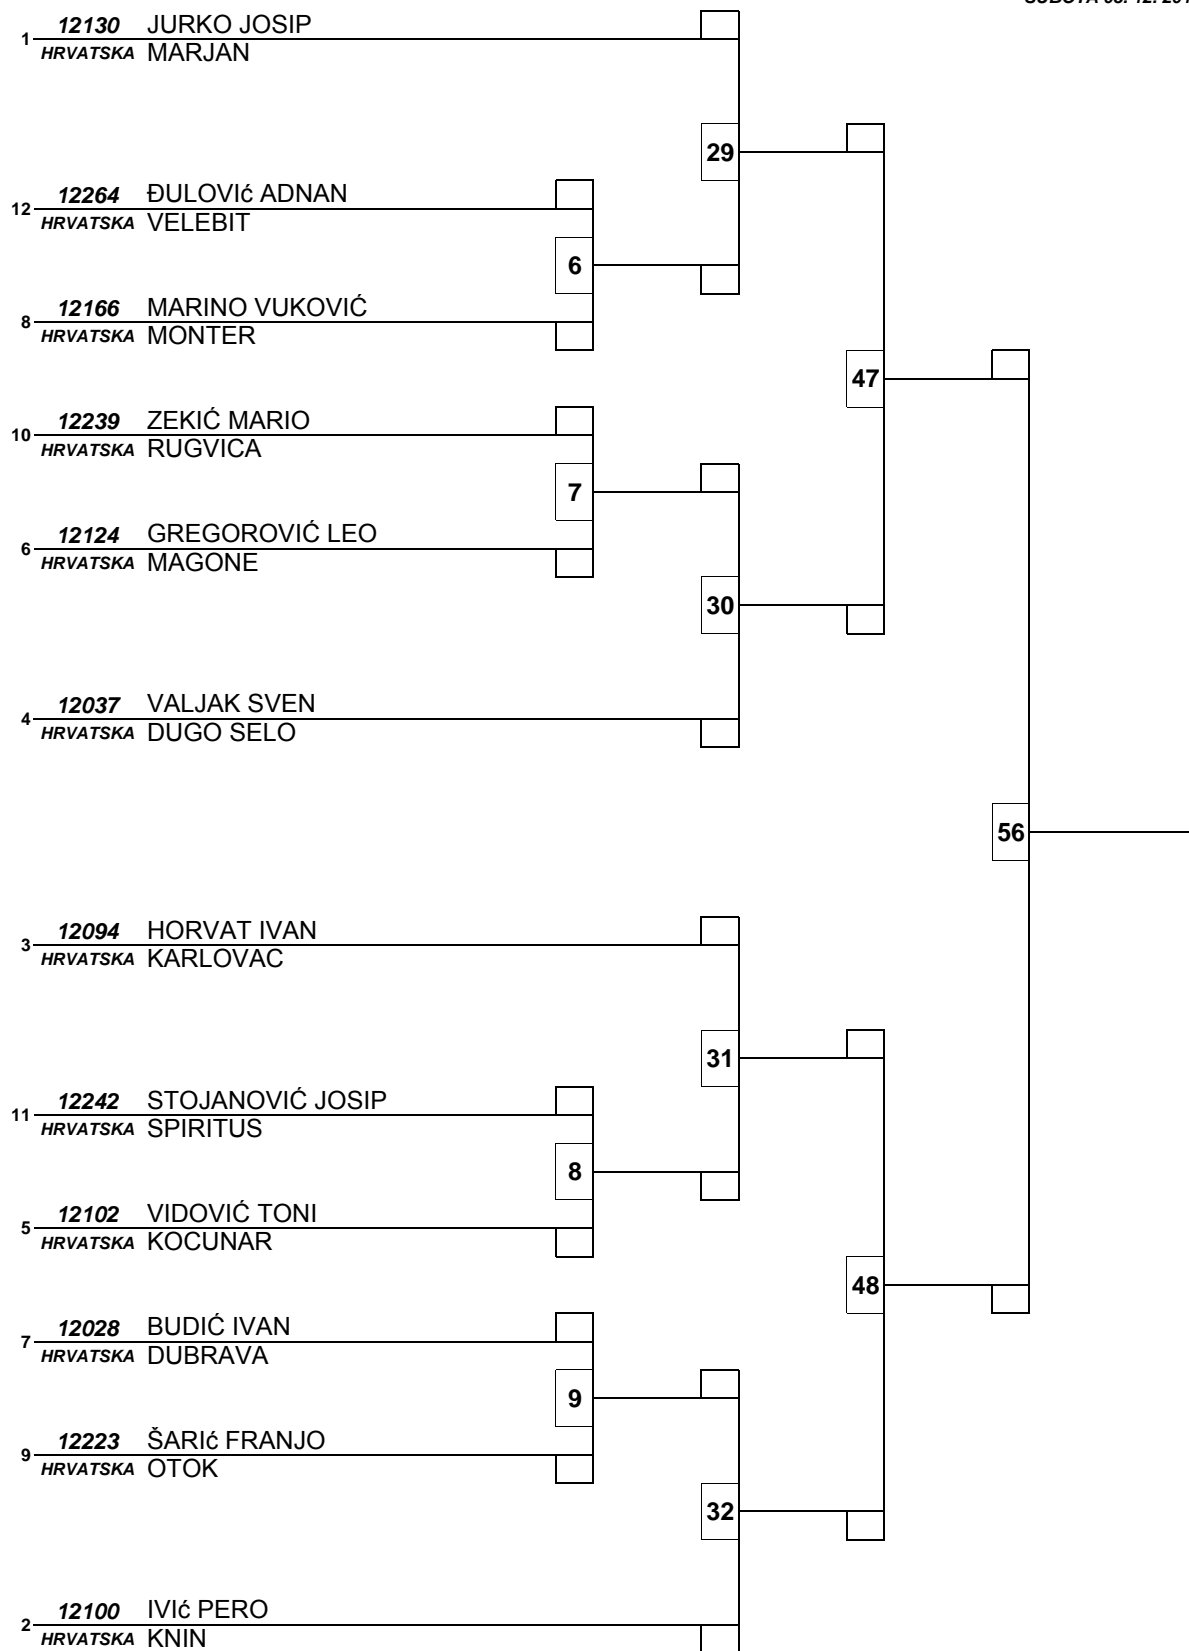 12130 JURKO JOSIP
1
HRVATSKA MARJAN
29
12264 ĐULOVIć ADNAN
12
HRVATSKA VELEBIT
6
12166 MARINO VUKOVIĆ
8
HRVATSKA MONTER
47
12239 ZEKIĆ MARIO
10
HRVATSKA RUGVICA
7
12124 GREGOROVIĆ LEO
6
HRVATSKA MAGONE
30
12037 VALJAK SVEN
4
HRVATSKA DUGO SELO
56
12094 HORVAT IVAN
3
HRVATSKA KARLOVAC
31
12242 STOJANOVIĆ JOSIP
11
HRVATSKA SPIRITUS
8
12102 VIDOVIĆ TONI
5
HRVATSKA KOCUNAR
48
12028 BUDIĆ IVAN
7
HRVATSKA DUBRAVA
9
12223 ŠARIć FRANJO
9
HRVATSKA OTOK
32
12100 IVIć PERO
2
HRVATSKA KNIN